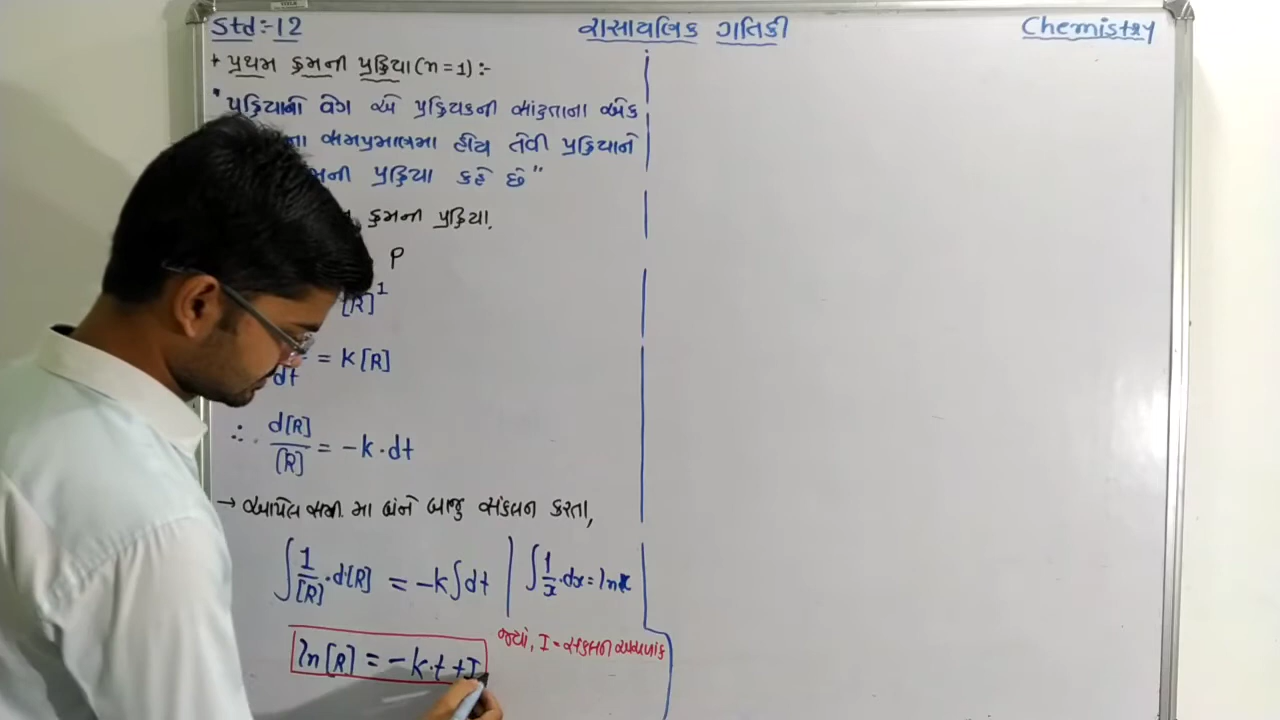 Std:-12
રાસાયણિક ગતિકી
Chemistry
* પ્રથમ ક્રમની પ્રક્રિયા (n=1) :-
"પ્રક્રિયાનો વેગ એ પ્રક્રિયકની સાંદ્રતાના એક
ના સમપ્રમાણમા હોય તેવી પ્રક્રિયાને
મની પ્રક્રિયા કહે છે"
ક્રમની પ્રક્રિયા.
P
[R]¹
dt = K[R]
∴ d[R]/[R] = -k·dt
→ આપેલ સમી. મા બંને બાજુ સંકલન કરતા,
∫ 1/[R] · d[R] = -k∫dt | ∫ 1/x · dx = ln x
ln[R] = -k·t + I
જ્યાં, I = સંકલન અચળાંક